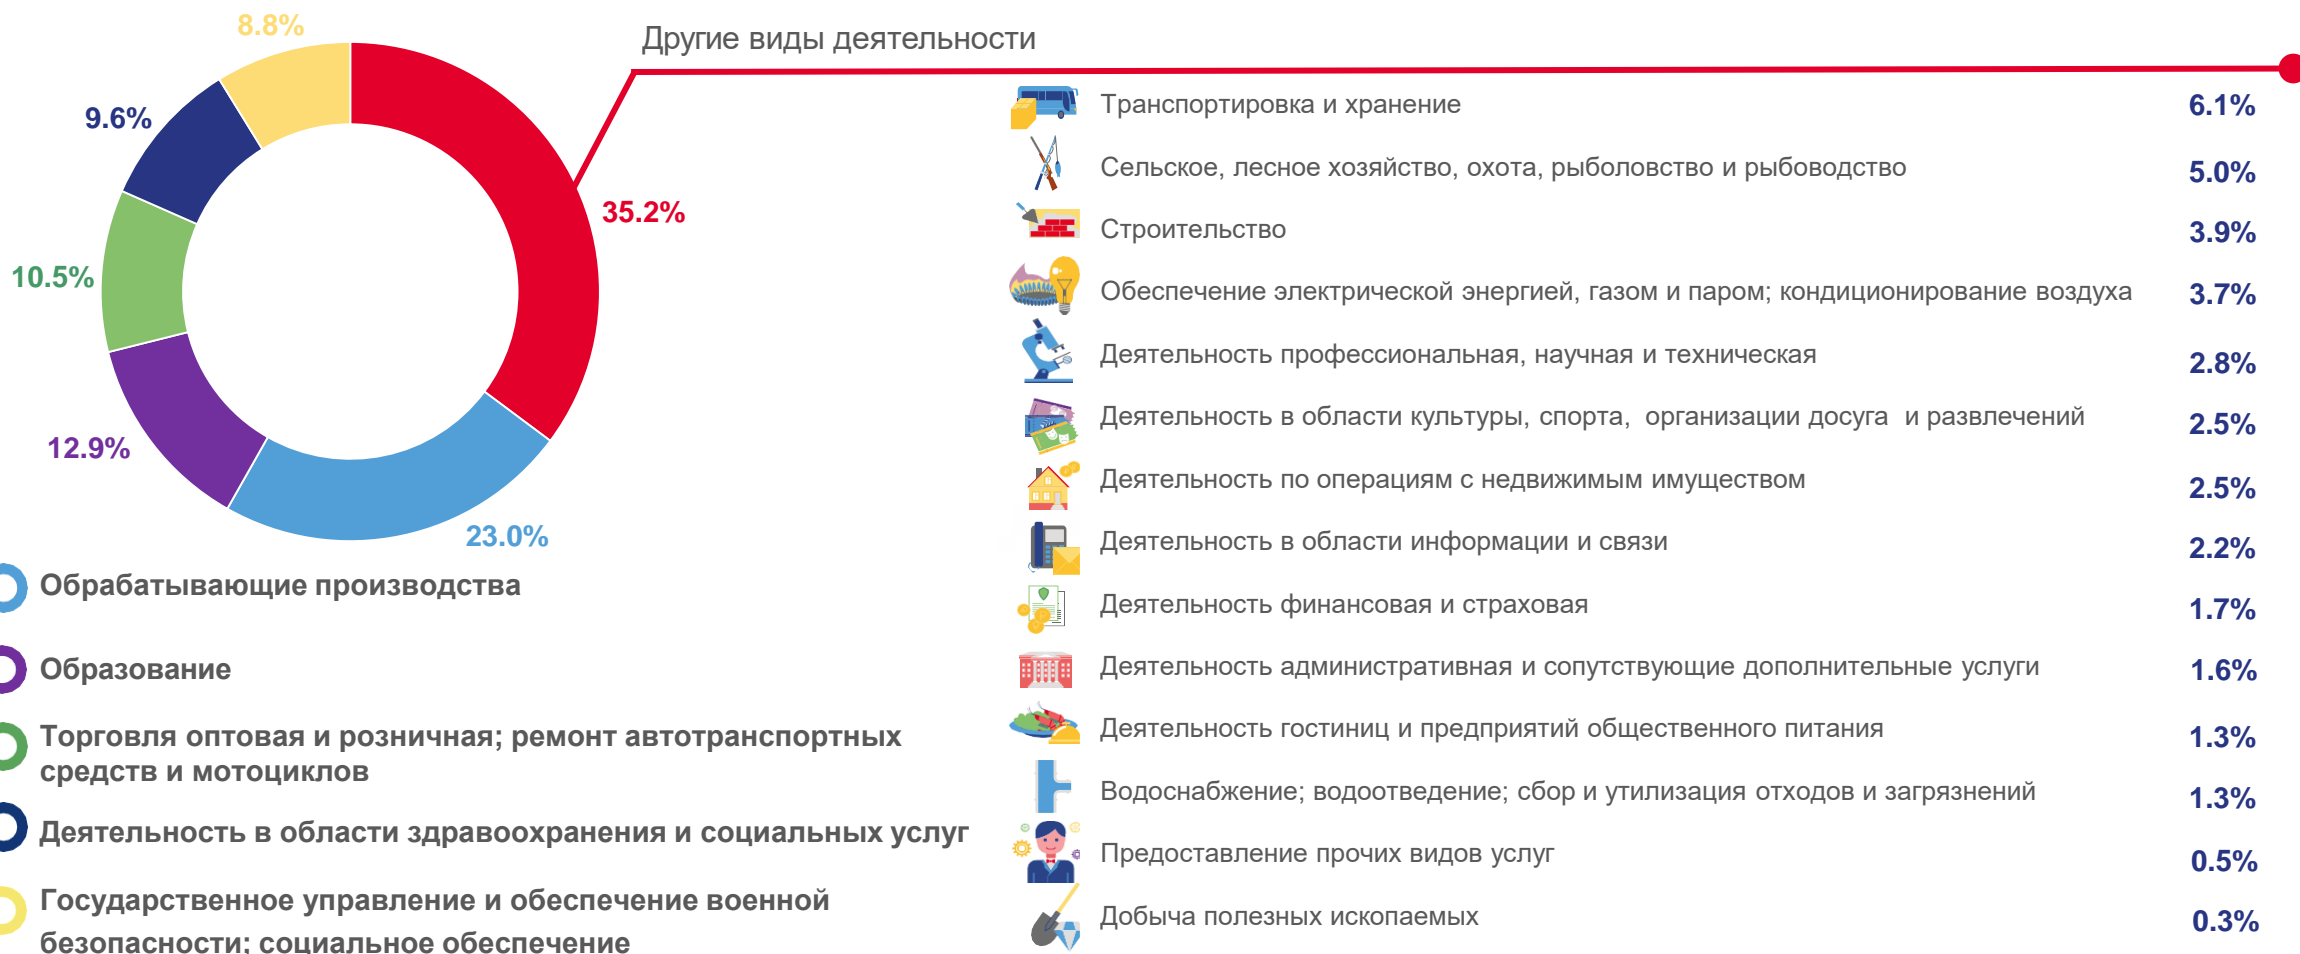 8.8%
Другие виды деятельности
9.6%
35.2%
10.5%
12.9%
23.0%
Обрабатывающие производства
Образование
Торговля оптовая и розничная; ремонт автотранспортных
средств и мотоциклов
Деятельность в области здравоохранения и социальных услуг
Государственное управление и обеспечение военной
безопасности; социальное обеспечение
Транспортировка и хранение 6.1%
Сельское, лесное хозяйство, охота, рыболовство и рыбоводство 5.0%
Строительство 3.9%
Обеспечение электрической энергией, газом и паром; кондиционирование воздуха 3.7%
Деятельность профессиональная, научная и техническая 2.8%
Деятельность в области культуры, спорта, организации досуга и развлечений 2.5%
Деятельность по операциям с недвижимым имуществом 2.5%
Деятельность в области информации и связи 2.2%
Деятельность финансовая и страховая 1.7%
Деятельность административная и сопутствующие дополнительные услуги 1.6%
Деятельность гостиниц и предприятий общественного питания 1.3%
Водоснабжение; водоотведение; сбор и утилизация отходов и загрязнений 1.3%
Предоставление прочих видов услуг 0.5%
Добыча полезных ископаемых 0.3%